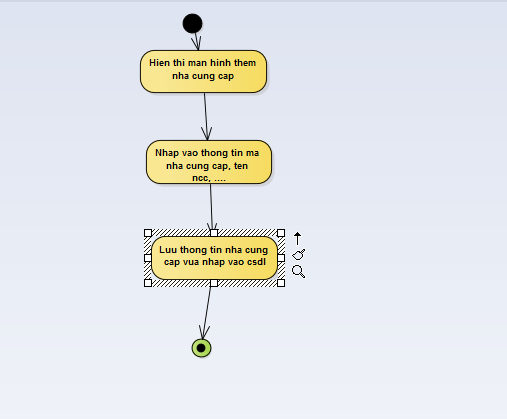 Hien thi man hinh them
nha cung cap
Nhap vao thong tin ma
nha cung cap, ten
ncc, ....
Luu thong tin nha cung
cap vua nhap vao csdl